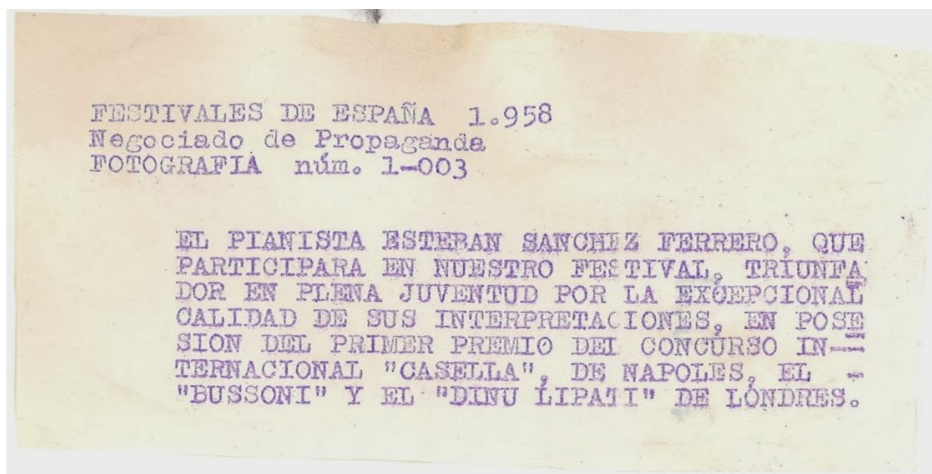 FESTIVALES DE ESPAÑA 1.958
Negociado de Propaganda
FOTOGRAFIA núm. 1-003
EL PIANISTA ESTEBAN SANCHEZ FERRERO, QUE
PARTICIPARA EN NUESTRO FESTIVAL, TRIUNFA
DOR EN PLENA JUVENTUD POR LA EXCEPCIONAL
CALIDAD DE SUS INTERPRETACIONES, EN POSE
SION DEL PRIMER PREMIO DEL CONCURSO IN--
TERNACIONAL "CASELLA", DE NAPOLES, EL -
"BUSSONI" Y EL "DINU LIPATI" DE LONDRES.